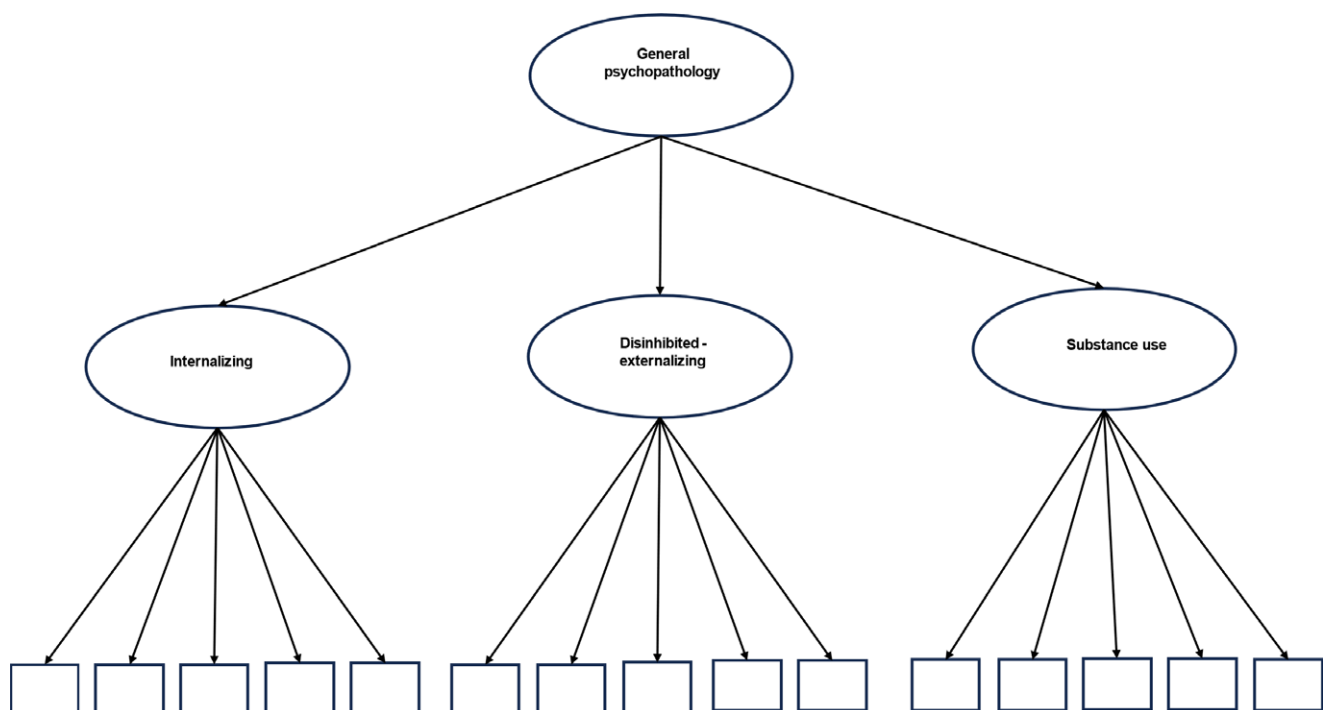 General
psychopathology
Internalizing
Disinhibited -
externalizing
Substance use